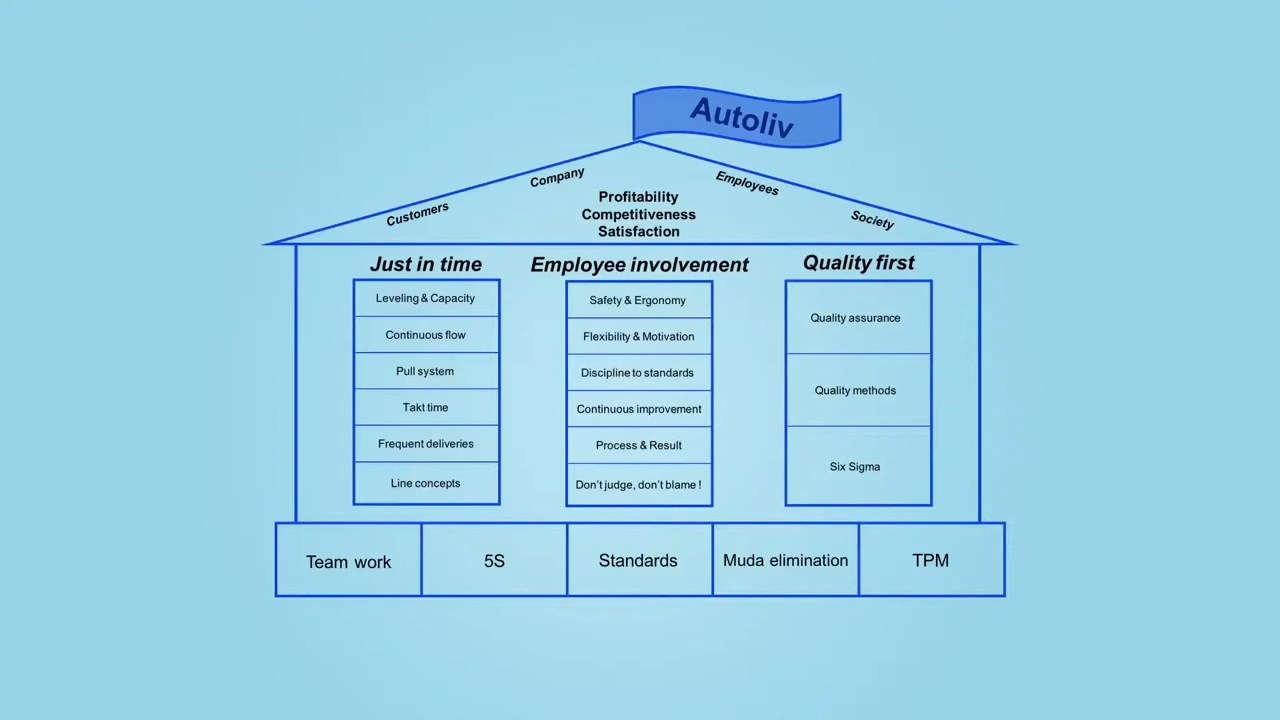 Autoliv
Company
Employees
Customers
Society
Profitability
Competitiveness
Satisfaction
Just in time
Leveling & Capacity
Continuous flow
Pull system
Takt time
Frequent deliveries
Line concepts
Employee involvement
Safety & Ergonomy
Flexibility & Motivation
Discipline to standards
Continuous improvement
Process & Result
Don't judge, don't blame !
Quality first
Quality assurance
Quality methods
Six Sigma
Team work
5S
Standards
Muda elimination
TPM